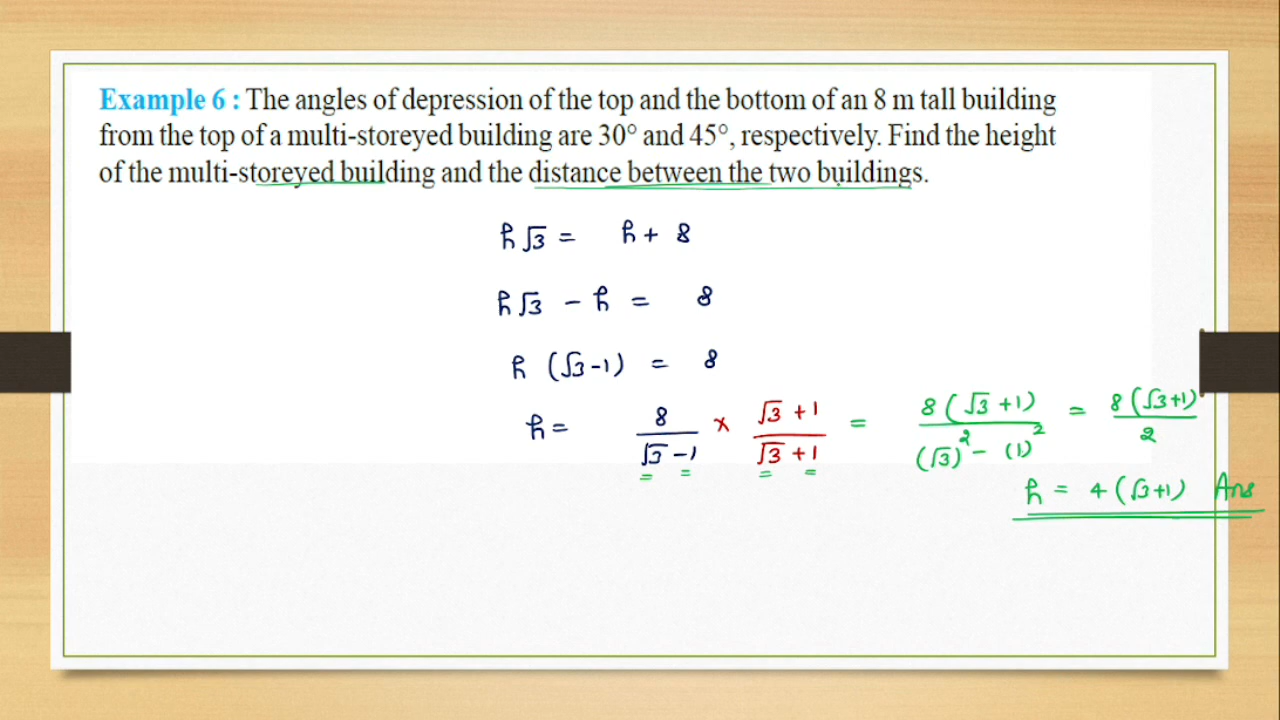 Example 6 : The angles of depression of the top and the bottom of an 8 m tall building
from the top of a multi-storeyed building are 30° and 45°, respectively. Find the height
of the multi-storeyed building and the distance between the two buildings.
h√3 = h + 8
h√3 - h = 8
h (√3-1) = 8
h = 8/(√3 -1) x (√3 +1)/(√3 +1) = 8(√3 +1)/((√3)² - (1)²) = 8(√3+1)/2
h = 4(√3+1) Ans